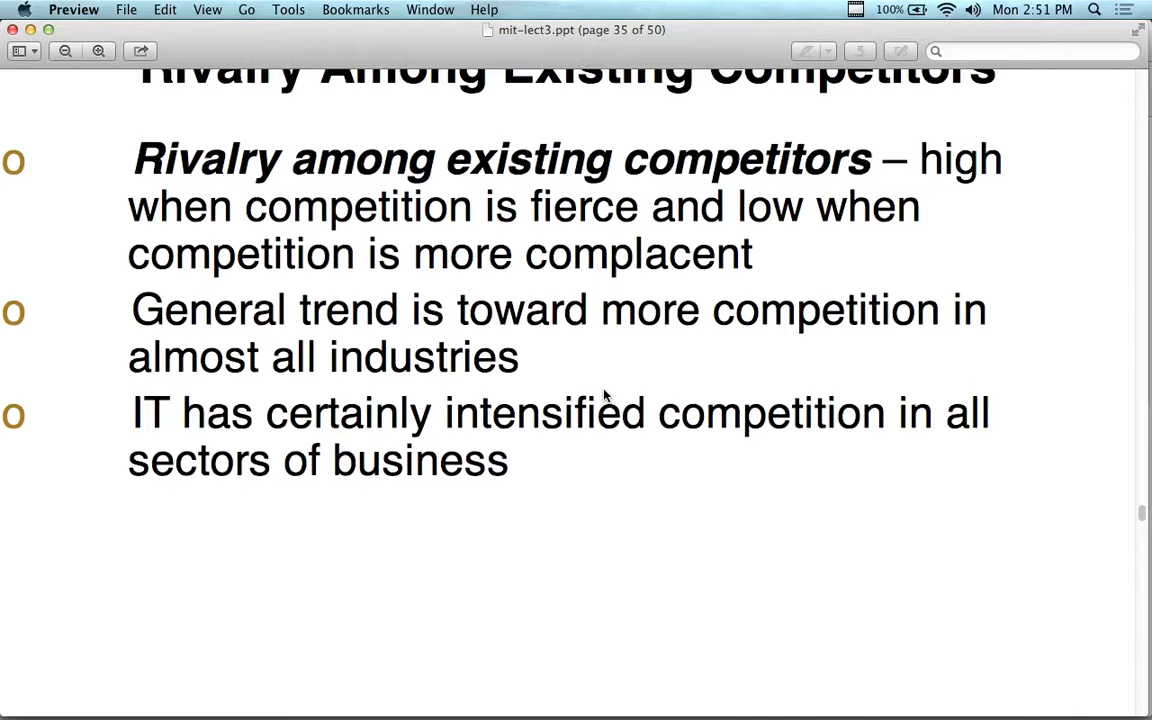 Preview File Edit View Go Tools Bookmarks Window Help 100% Mon 2:51 PM
mit-lect3.ppt (page 35 of 50)
Rivalry Among Existing Competitors
o Rivalry among existing competitors – high
when competition is fierce and low when
competition is more complacent
o General trend is toward more competition in
almost all industries
o IT has certainly intensified competition in all
sectors of business